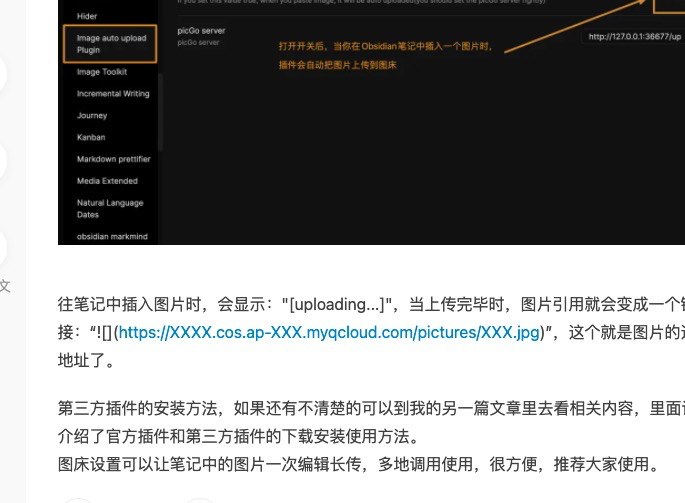 if you set this value true, when you paste image, it will be auto uploaded(you should set the picGo server rightly)
Hider
Image auto upload
Plugin
picGo server
picGo server
打开开关后，当你在Obsidian笔记中插入一个图片时，
插件会自动把图片上传到图床
http://127.0.0.1:36677/up
Image Toolkit
Incremental Writing
Journey
Kanban
Markdown prettifier
Media Extended
Natural Language
Dates
obsidian markmind
文
往笔记中插入图片时，会显示："[uploading...]"，当上传完毕时，图片引用就会变成一个
接：“![](https://XXXX.cos.ap-XXX.myqcloud.com/pictures/XXX.jpg)”，这个就是图片的
地址了。
第三方插件的安装方法，如果还有不清楚的可以到我的另一篇文章里去看相关内容，里面
介绍了官方插件和第三方插件的下载安装使用方法。
图床设置可以让笔记中的图片一次编辑长传，多地调用使用，很方便，推荐大家使用。